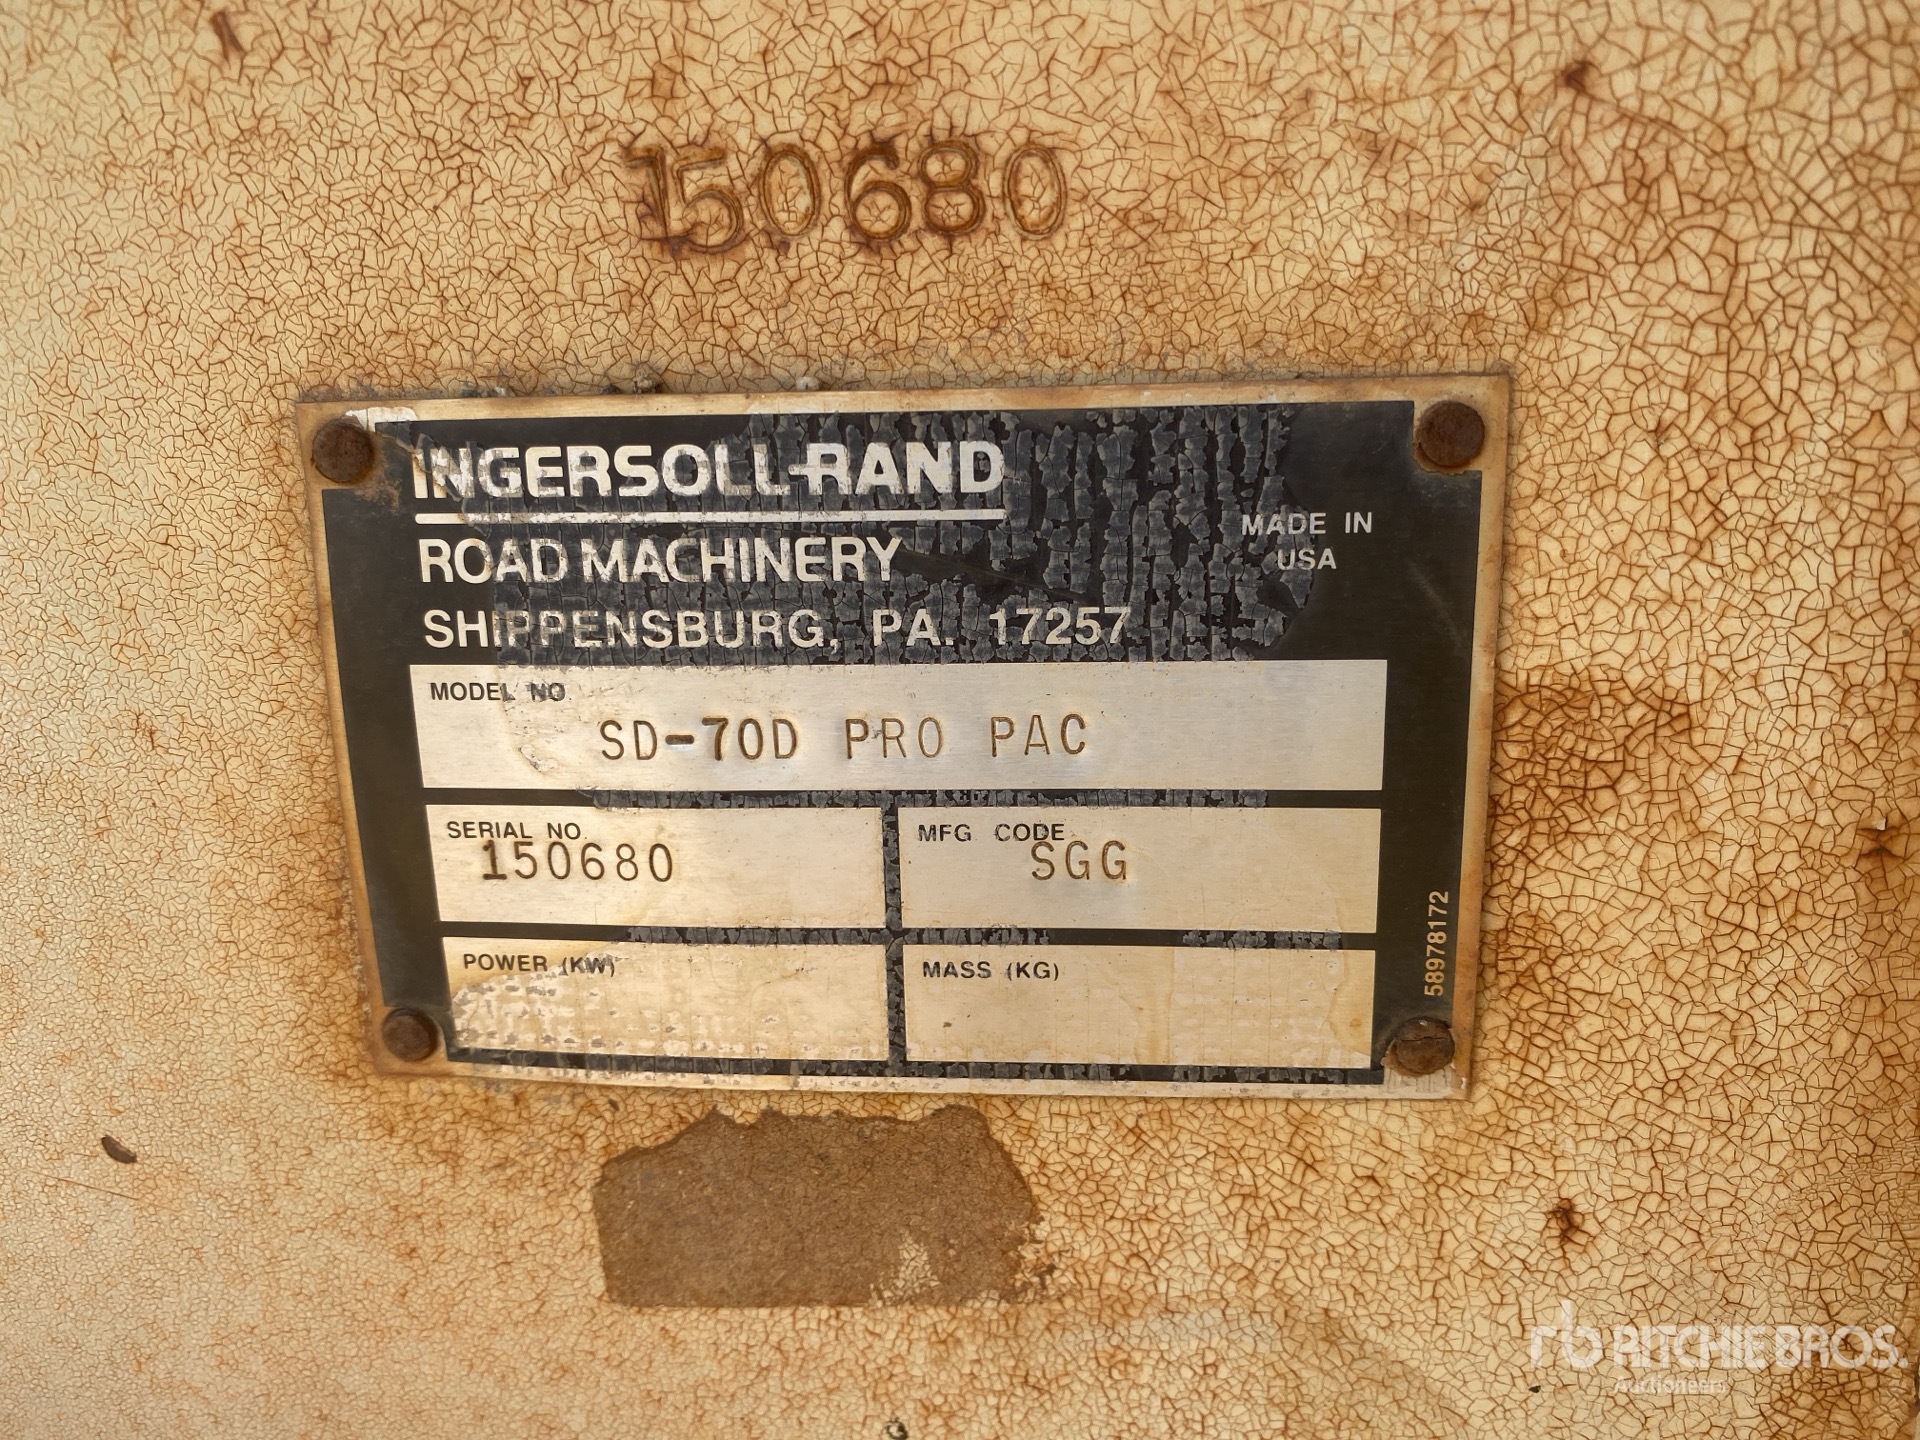 150680
INGERSOLL-RAND
ROAD MACHINERY
SHIPPENSBURG, PA. 17257
MADE IN
USA
MODEL NO.
SD-70D PRO PAC
SERIAL NO.
150680
MFG CODE
SGG
POWER (KW)
MASS (KG)
58978172
rb RITCHIE BROS.
Auctioneers